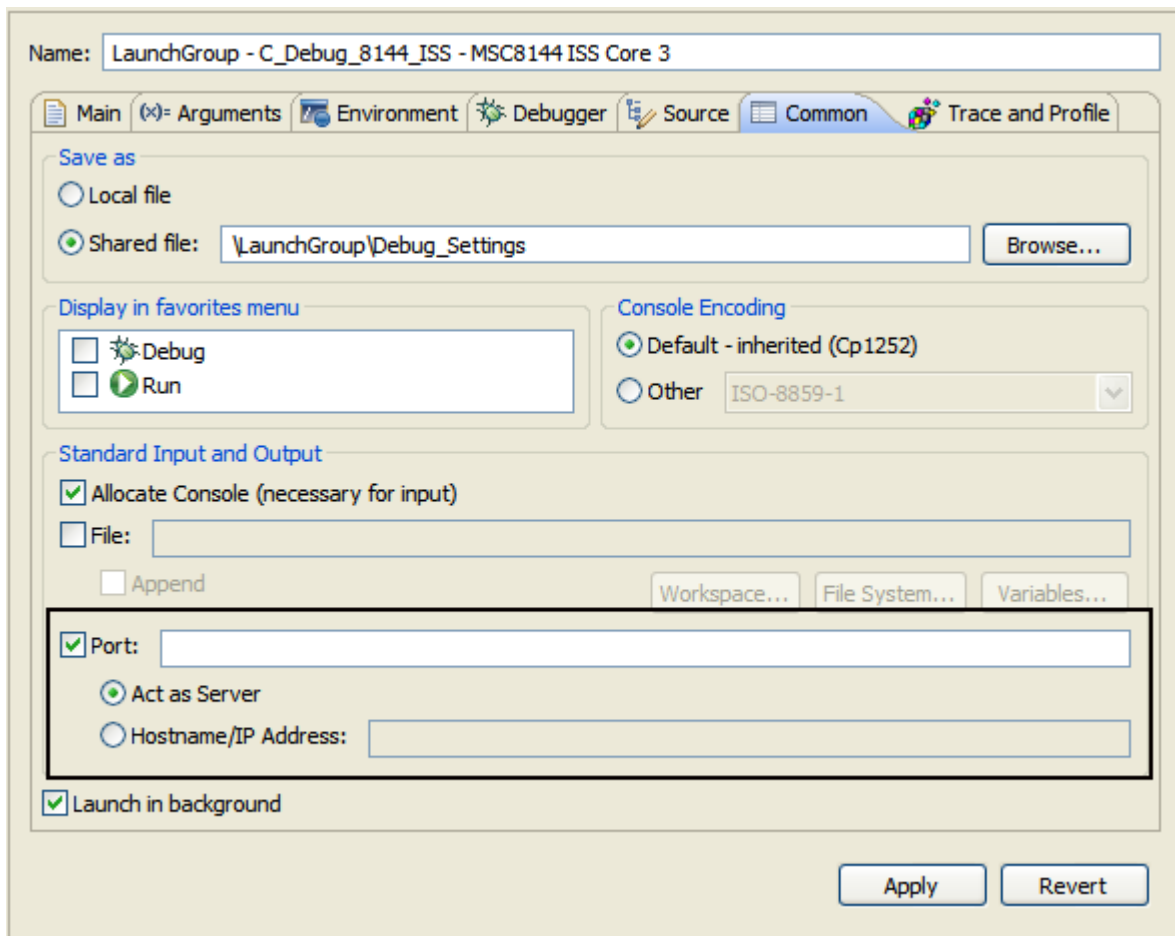 Name: LaunchGroup - C_Debug_8144_ISS - MSC8144 ISS Core 3
Main (x)= Arguments Environment Debugger Source Common Trace and Profile
Save as
Local file
Shared file: \LaunchGroup\Debug_Settings Browse...
Display in favorites menu
Debug
Run
Console Encoding
Default - inherited (Cp1252)
Other ISO-8859-1
Standard Input and Output
Allocate Console (necessary for input)
File:
Append Workspace... File System... Variables...
Port:
Act as Server
Hostname/IP Address:
Launch in background
Apply Revert